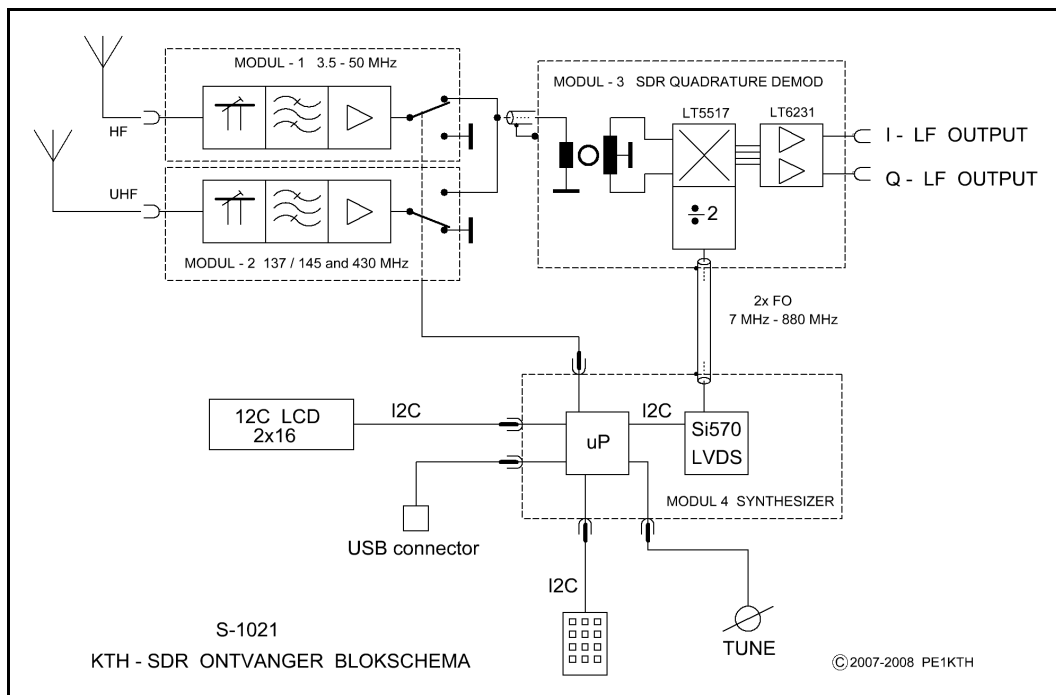 MODUL - 1 3.5 - 50 MHz
HF
UHF
MODUL - 2 137 / 145 and 430 MHz
MODUL - 3 SDR QUADRATURE DEMOD
LT5517
LT6231
I - LF OUTPUT
Q - LF OUTPUT
÷ 2
2x FO
7 MHz - 880 MHz
12C LCD
2x16
I2C
uP
I2C
Si570
LVDS
MODUL 4 SYNTHESIZER
USB connector
I2C
TUNE
S-1021
KTH - SDR ONTVANGER BLOKSCHEMA
© 2007-2008 PE1KTH